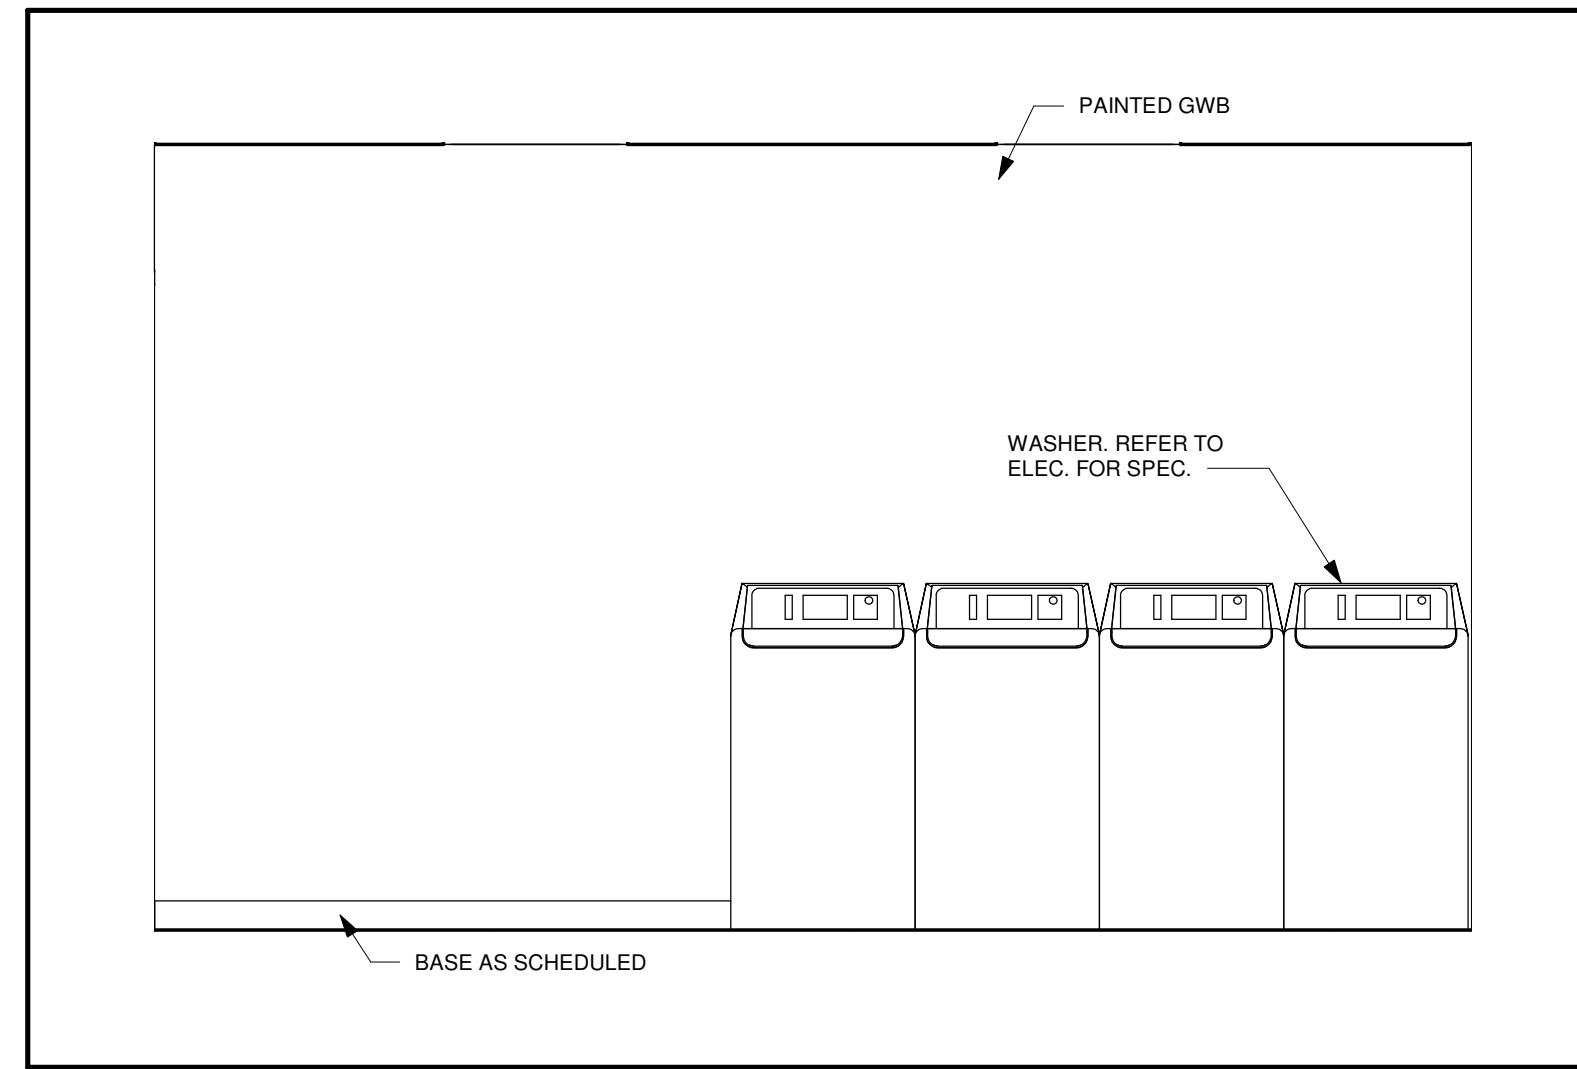 PAINTED GWB
WASHER. REFER TO
ELEC. FOR SPEC.
BASE AS SCHEDULED